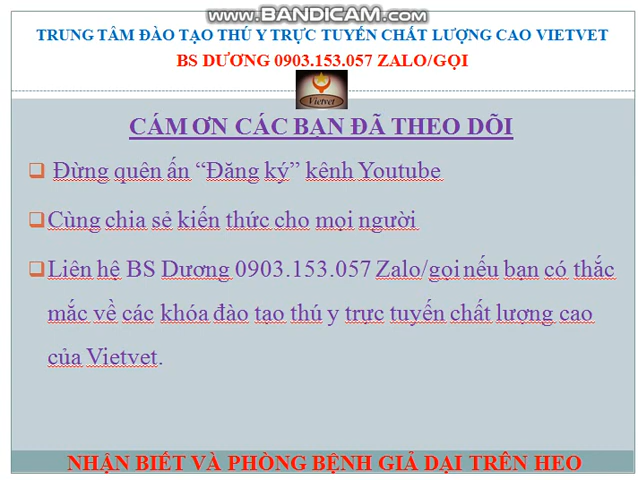 www.BANDICAM.com
TRUNG TÂM ĐÀO TẠO THÚ Y TRỰC TUYẾN CHẤT LƯỢNG CAO VIETVET
BS DƯƠNG 0903.153.057 ZALO/GỌI
Vietvet
CÁM ƠN CÁC BẠN ĐÃ THEO DÕI
Đừng quên ấn “Đăng ký” kênh Youtube
Cùng chia sẻ kiến thức cho mọi người
Liên hệ BS Dương 0903.153.057 Zalo/gọi nếu bạn có thắc
mắc về các khóa đào tạo thú y trực tuyến chất lượng cao
của Vietvet.
NHẬN BIẾT VÀ PHÒNG BỆNH GIẢ DẠI TRÊN HEO